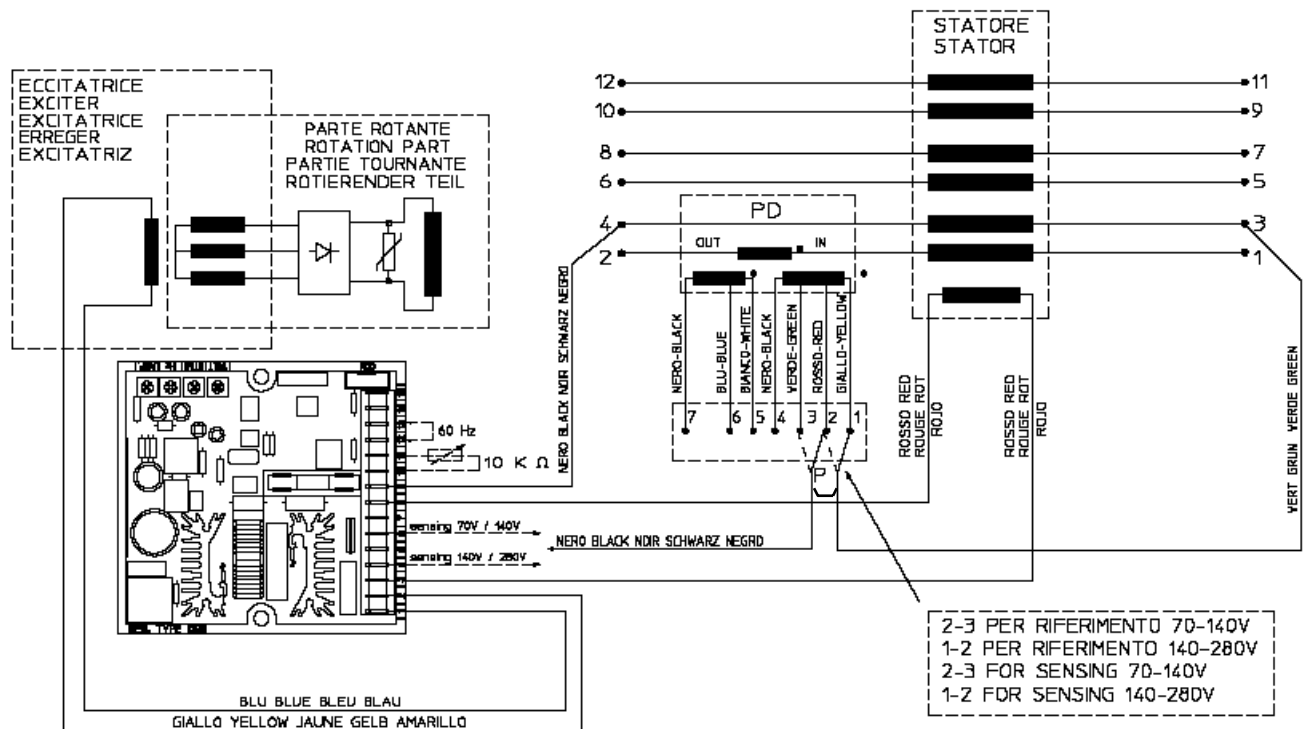 STATORE
STATOR
12
11
10
9
8
7
6
5
4
3
2
1
ECCITATRICE
EXCITER
EXCITATRICE
ERREGER
EXCITATRIZ
PARTE ROTANTE
ROTATION PART
PARTIE TOURNANTE
ROTIERENDER TEIL
PD
OUT
IN
NERO-BLACK
BLU-BLUE
BIANCO-WHITE
NERO-BLACK
VERDE-GREEN
ROSSO-RED
GIALLO-YELLOW
7
6
5
4
3
2
1
P
NERO BLACK NOIR SCHWARZ NEGRO
ROSSO RED
ROUGE ROT
ROJO
ROSSO RED
ROUGE ROT
ROJO
VERT GRUN VERDE GREEN
60 Hz
10 K Ω
sensing 70V / 140V
NERO BLACK NOIR SCHWARZ NEGRO
sensing 140V / 280V
2-3 PER RIFERIMENTO 70-140V
1-2 PER RIFERIMENTO 140-280V
2-3 FOR SENSING 70-140V
1-2 FOR SENSING 140-280V
BLU BLUE BLEU BLAU
GIALLO YELLOW JAUNE GELB AMARILLO